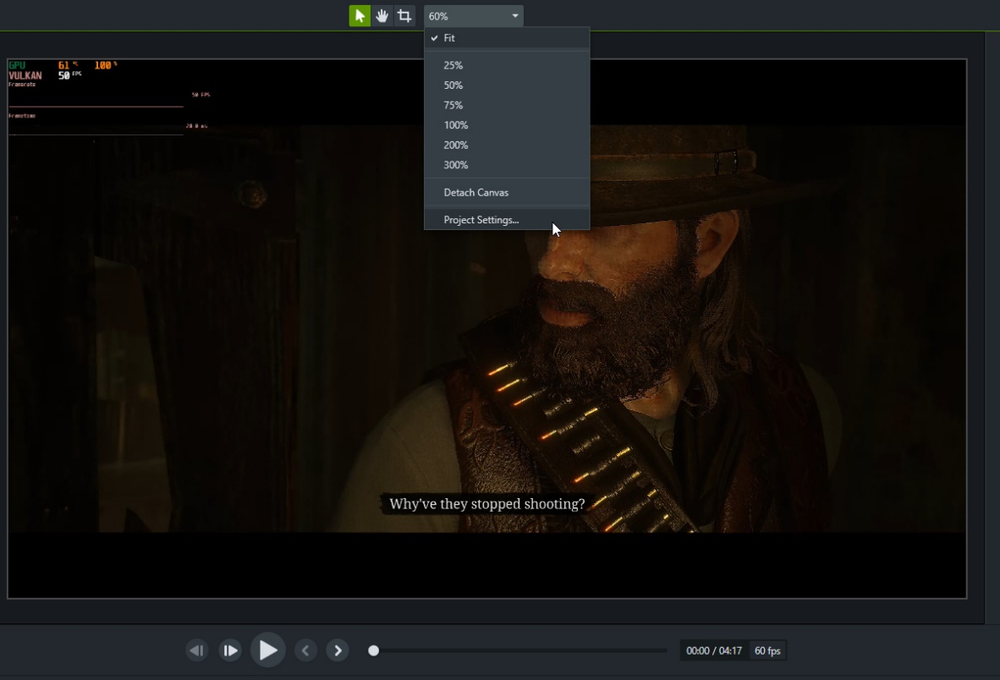 60%
Fit
25%
50%
75%
100%
200%
300%
Detach Canvas
Project Settings...
GPU 61 °C 100 %
VULKAN 50 FPS
Framerate
50 FPS
Frametime
20.0 ms
Why've they stopped shooting?
00:00 / 04:17 60 fps